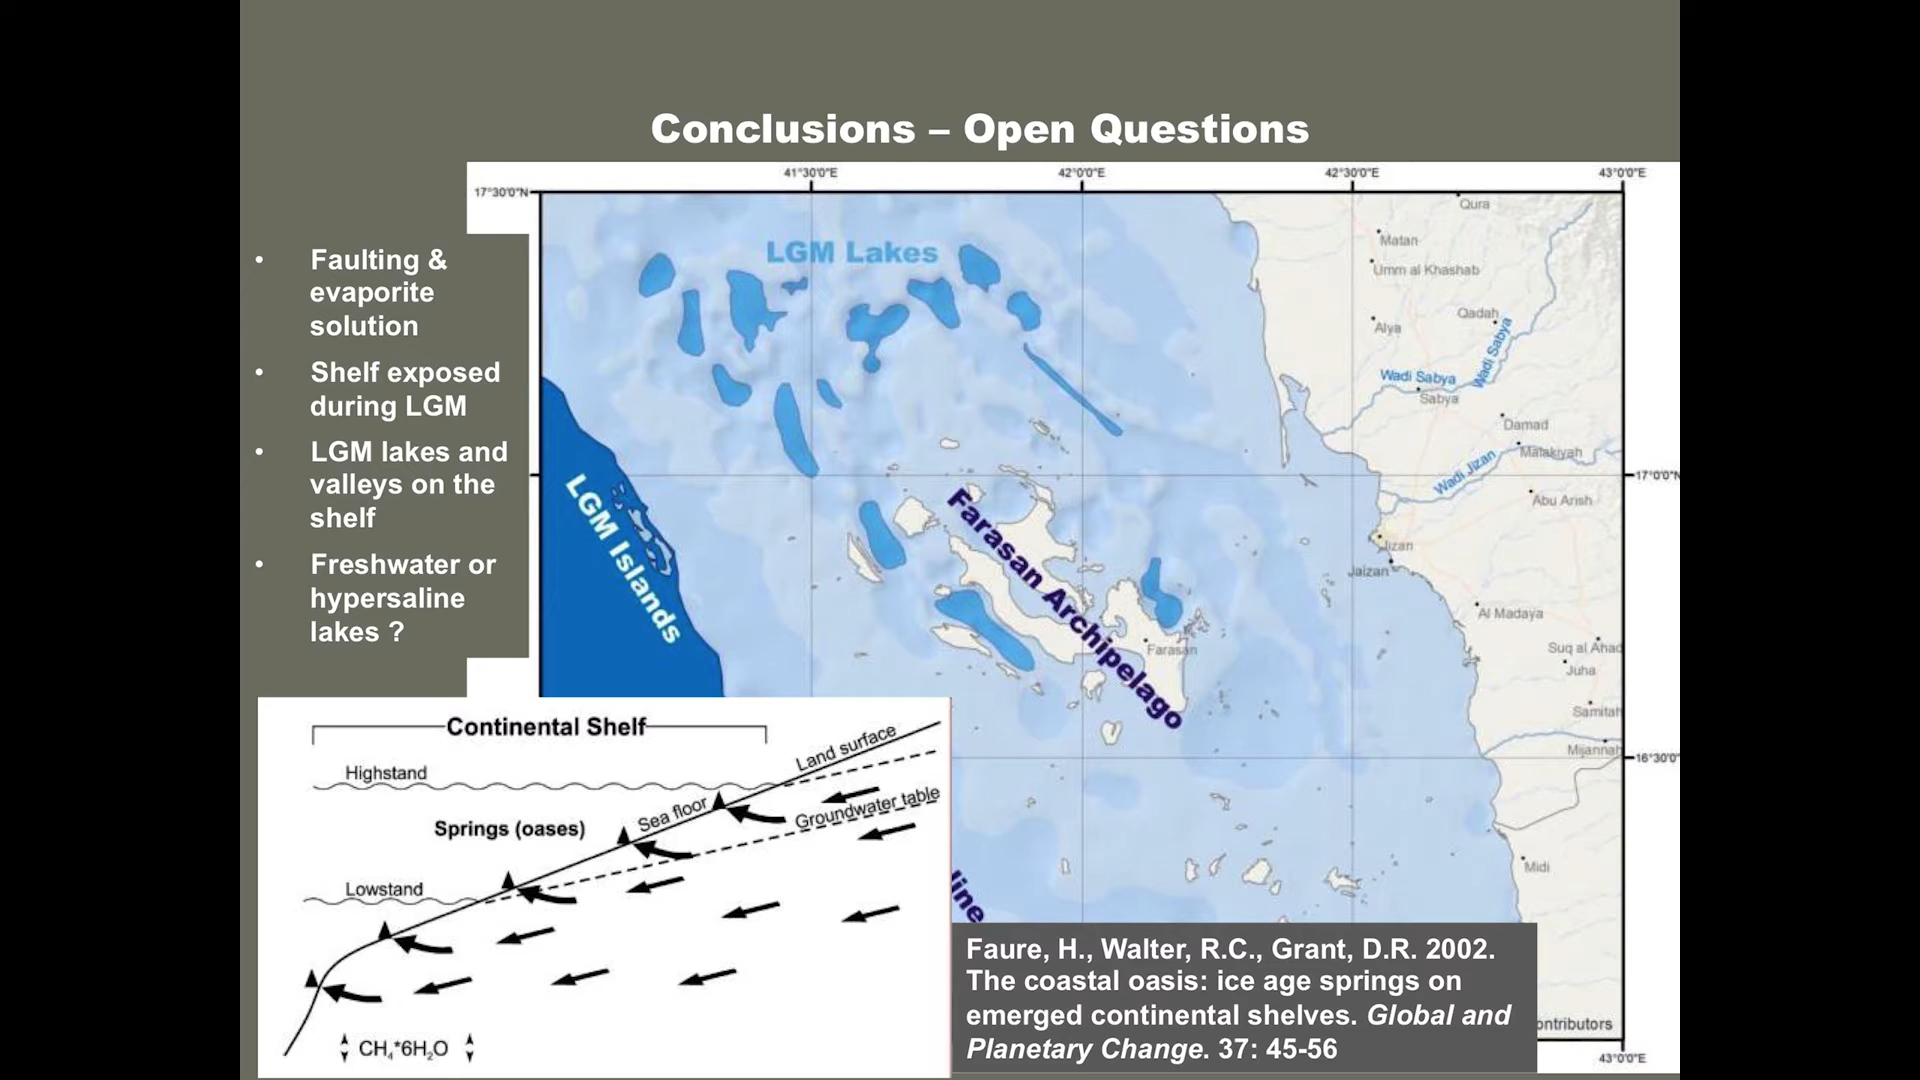 Conclusions – Open Questions
• Faulting &
evaporite
solution
• Shelf exposed
during LGM
• LGM lakes and
valleys on the
shelf
• Freshwater or
hypersaline
lakes ?
41°30'0"E
42°0'0"E
42°30'0"E
43°0'0"E
17°30'0"N
LGM Lakes
Qura
Matan
Umm al Khashab
Qadah
Alya
Wadi Sabya
Wadi Sabya
Sabya
Damad
Malakiyah
Wadi Jizan
17°0'0"N
Abu Arish
LGM Islands
Farasan Archipelago
Jizan
Jaizan
Al Madaya
Farasan
Suq al Ahad
Juha
Samitah
Mijannah
16°30'0"
Midi
line
ontributors
43°0'0"E
Continental Shelf
Land surface
Highstand
Sea floor
Groundwater table
Springs (oases)
Lowstand
CH4*6H2O
Faure, H., Walter, R.C., Grant, D.R. 2002.
The coastal oasis: ice age springs on
emerged continental shelves. Global and
Planetary Change. 37: 45-56